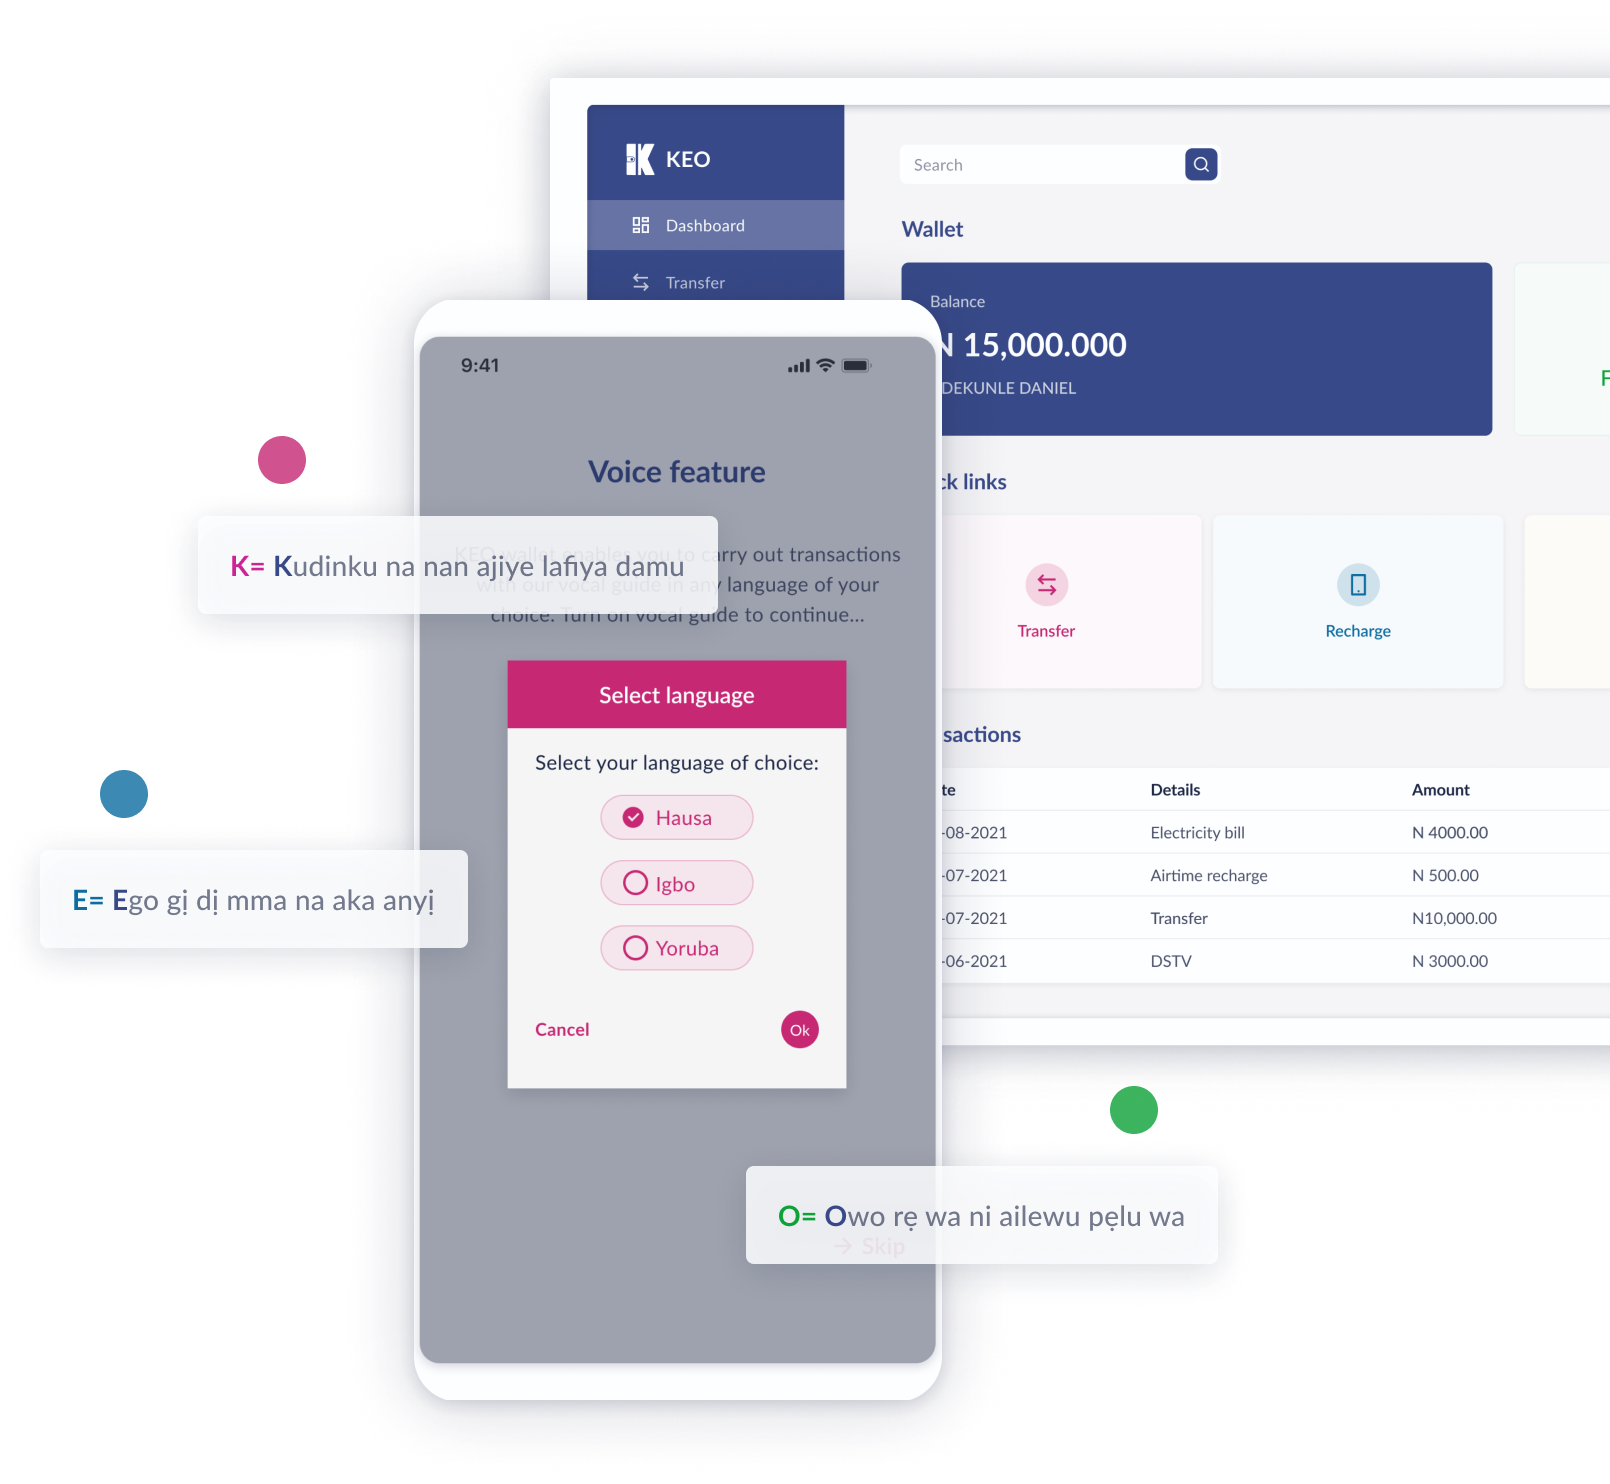 KEO
Dashboard
Transfer
Search
Wallet
Balance
N 15,000.000
DEKUNLE DANIEL
ck links
Transfer
Recharge
F
sactions
te Details Amount
-08-2021 Electricity bill N 4000.00
-07-2021 Airtime recharge N 500.00
-07-2021 Transfer N10,000.00
-06-2021 DSTV N 3000.00
9:41
Voice feature
KEO wallet enables you to carry out transactions
with our vocal guide in any language of your
choice. Turn on vocal guide to continue...
Select language
Select your language of choice:
Hausa
Igbo
Yoruba
Cancel
Ok
K= Kudinku na nan ajiye lafiya damu
E= Ego gị dị mma na aka anyị
O= Owo rẹ wa ni ailewu pẹlu wa
Skip